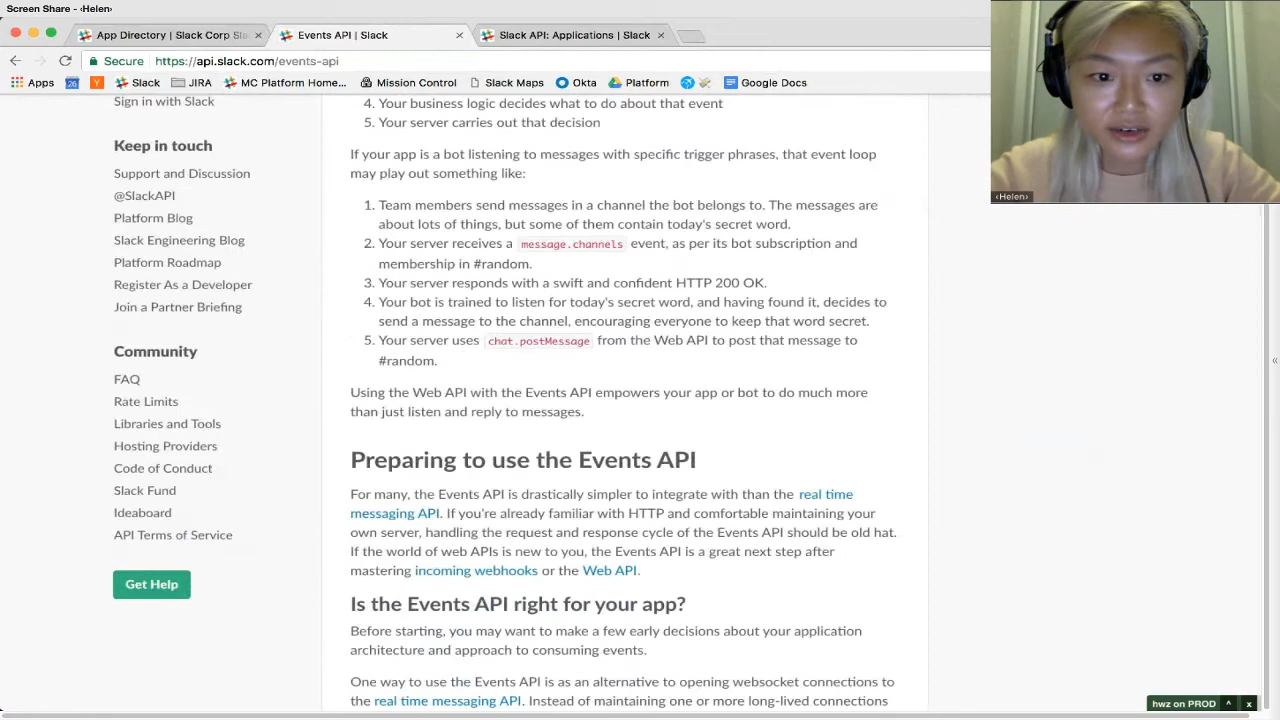 Screen Share - ‹Helen›
App Directory | Slack Corp Sla
Events API | Slack
Slack API: Applications | Slack
Secure https://api.slack.com/events-api
Apps 26 Y Slack JIRA MC Platform Home... Mission Control Slack Maps Okta Platform Google Docs
Sign in with Slack
Keep in touch
Support and Discussion
@SlackAPI
Platform Blog
Slack Engineering Blog
Platform Roadmap
Register As a Developer
Join a Partner Briefing
Community
FAQ
Rate Limits
Libraries and Tools
Hosting Providers
Code of Conduct
Slack Fund
Ideaboard
API Terms of Service
Get Help
4. Your business logic decides what to do about that event
5. Your server carries out that decision
If your app is a bot listening to messages with specific trigger phrases, that event loop
may play out something like:
1. Team members send messages in a channel the bot belongs to. The messages are
about lots of things, but some of them contain today's secret word.
2. Your server receives a message.channels event, as per its bot subscription and
membership in #random.
3. Your server responds with a swift and confident HTTP 200 OK.
4. Your bot is trained to listen for today's secret word, and having found it, decides to
send a message to the channel, encouraging everyone to keep that word secret.
5. Your server uses chat.postMessage from the Web API to post that message to
#random.
Using the Web API with the Events API empowers your app or bot to do much more
than just listen and reply to messages.
Preparing to use the Events API
For many, the Events API is drastically simpler to integrate with than the real time
messaging API. If you're already familiar with HTTP and comfortable maintaining your
own server, handling the request and response cycle of the Events API should be old hat.
If the world of web APIs is new to you, the Events API is a great next step after
mastering incoming webhooks or the Web API.
Is the Events API right for your app?
Before starting, you may want to make a few early decisions about your application
architecture and approach to consuming events.
One way to use the Events API is as an alternative to opening websocket connections to
the real time messaging API. Instead of maintaining one or more long-lived connections
‹Helen›
hwz on PROD ^ x